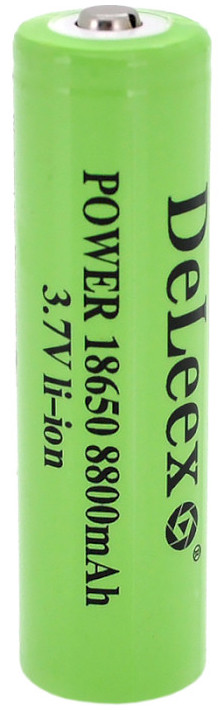 DeLeex
POWER 18650 8800mAh
3.7V li-ion